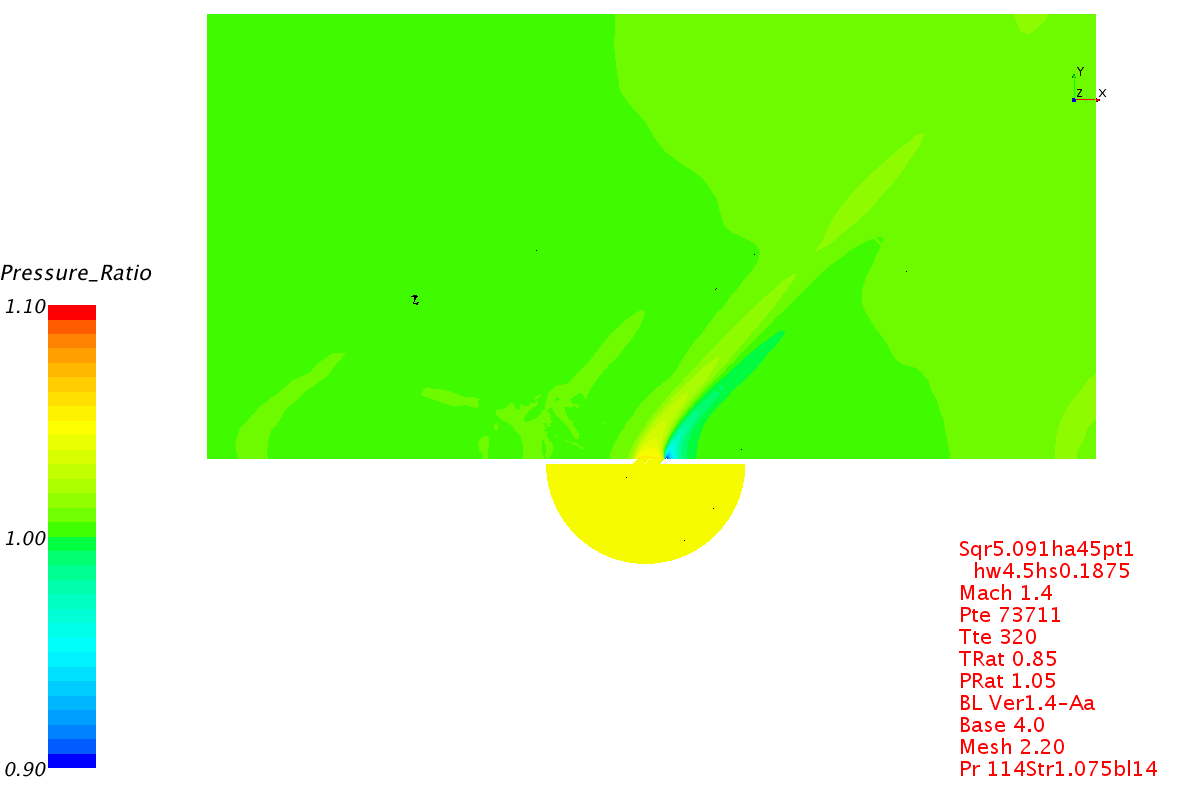 Y
Z X
Pressure_Ratio
1.10
1.00
0.90
Sqr5.091ha45pt1
hw4.5hs0.1875
Mach 1.4
Pte 73711
Tte 320
TRat 0.85
PRat 1.05
BL Ver1.4-Aa
Base 4.0
Mesh 2.20
Pr 114Str1.075bl14